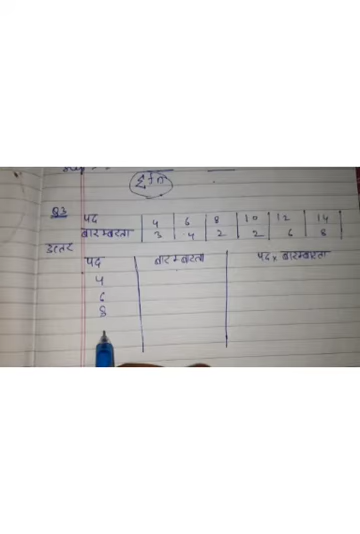 Σfx
Q3 पद 4 6 8 10 12 14
बारम्बारता 3 4 2 2 6 8
उत्तर
पद बारम्बारता पद x बारम्बारता
4
6
8